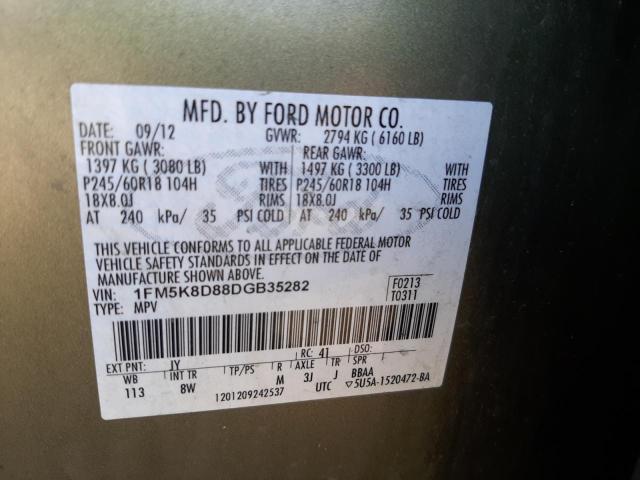 MFD. BY FORD MOTOR CO.
DATE: 09/12 GVWR: 2794 KG ( 6160 LB)
FRONT GAWR: REAR GAWR:
1397 KG ( 3080 LB) WITH 1497 KG ( 3300 LB) WITH
P245/60R18 104H TIRES P245/60R18 104H TIRES
18X8.0J RIMS 18X8.0J RIMS
AT 240 kPa/ 35 PSI COLD AT 240 kPa/ 35 PSI COLD
THIS VEHICLE CONFORMS TO ALL APPLICABLE FEDERAL MOTOR
VEHICLE SAFETY STANDARDS IN EFFECT ON THE DATE OF
MANUFACTURE SHOWN ABOVE.
VIN: 1FM5K8D88DGB35282 F0213
TYPE: MPV T0311
EXT PNT: JY RC: 41
WB INT TR TP/PS R AXLE TR
113 8W M 3J J BBAA
1201209242537 UTC ▽5U5A-1520472-BA
Ford